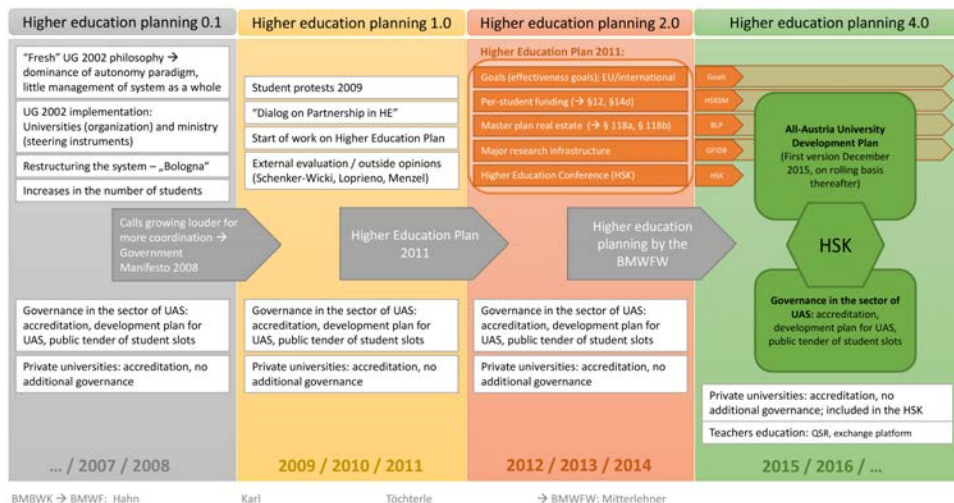 Higher education planning 0.1
"Fresh" UG 2002 philosophy →
dominance of autonomy paradigm,
little management of system as a whole
UG 2002 implementation:
Universities (organization) and ministry
(steering instruments)
Restructuring the system – „Bologna"
Increases in the number of students
Calls growing louder for
more coordination →
Government
Manifesto 2008
Governance in the sector of UAS:
accreditation, development plan for
UAS, public tender of student slots
Private universities: accreditation, no
additional governance
... / 2007 / 2008
Higher education planning 1.0
Student protests 2009
"Dialog on Partnership in HE"
Start of work on Higher Education Plan
External evaluation / outside opinions
(Schenker-Wicki, Loprieno, Menzel)
Higher Education Plan
2011
Governance in the sector of UAS:
accreditation, development plan for
UAS, public tender of student slots
Private universities: accreditation, no
additional governance
2009 / 2010 / 2011
Higher education planning 2.0
Higher Education Plan 2011:
Goals (effectiveness goals); EU/international
Per-student funding (→ §12, §14d)
Master plan real estate (→ § 118a, § 118b)
Major research infrastructure
Higher Education Conference (HSK)
Higher education
planning by the
BMWFW
Governance in the sector of UAS:
accreditation, development plan for
UAS, public tender of student slots
Private universities: accreditation, no
additional governance
2012 / 2013 / 2014
Higher education planning 4.0
Goals
HSRSM
BLP
GFIDB
HSK
All-Austria University
Development Plan
(First version December
2015, on rolling basis
thereafter)
HSK
Governance in the sector of
UAS: accreditation,
development plan for UAS,
public tender of student slots
Private universities: accreditation, no
additional governance; included in the HSK
Teachers education: QSR, exchange platform
2015 / 2016 / ...
BMBWK → BMWF: Hahn
Karl
Töchterle
→ BMWFW: Mitterlehner